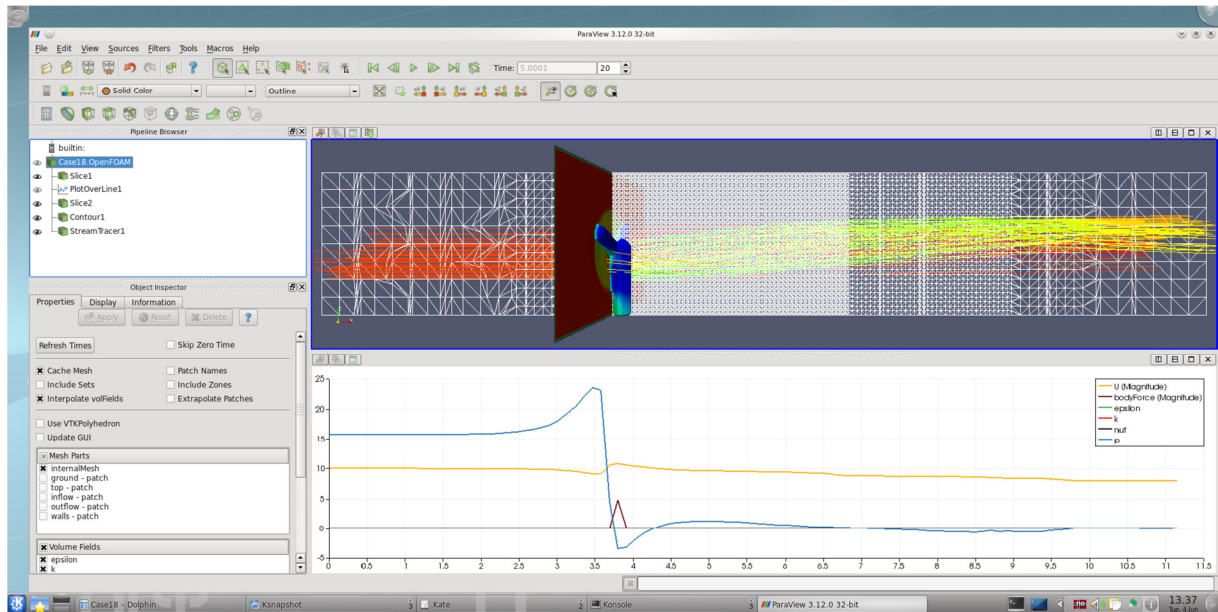 ParaView 3.12.0 32-bit
File Edit View Sources Filters Tools Macros Help
Time: 5.0001 20
Solid Color Outline
Pipeline Browser
builtin:
Case18.OpenFOAM
Slice1
PlotOverLine1
Slice2
Contour1
StreamTracer1
Object Inspector
Properties Display Information
Apply Reset Delete ?
Refresh Times Skip Zero Time
Cache Mesh Patch Names
Include Sets Include Zones
Interpolate volFields Extrapolate Patches
Use VTKPolyhedron
Update GUI
Mesh Parts
internalMesh
ground - patch
top - patch
inflow - patch
outflow - patch
walls - patch
Volume Fields
epsilon
k
25
20
15
10
5
0
-5
0 0.5 1 1.5 2 2.5 3 3.5 4 4.5 5 5.5 6 6.5 7 7.5 8 8.5 9 9.5 10 10.5 11 11.5
U (Magnitude)
bodyForce (Magnitude)
epsilon
k
nut
p
Case18 - Dolphin Ksnapshot 3 Kate 2 Konsole 3 ParaView 3.12.0 32-bit no 13.37
Tue, 4 Jun